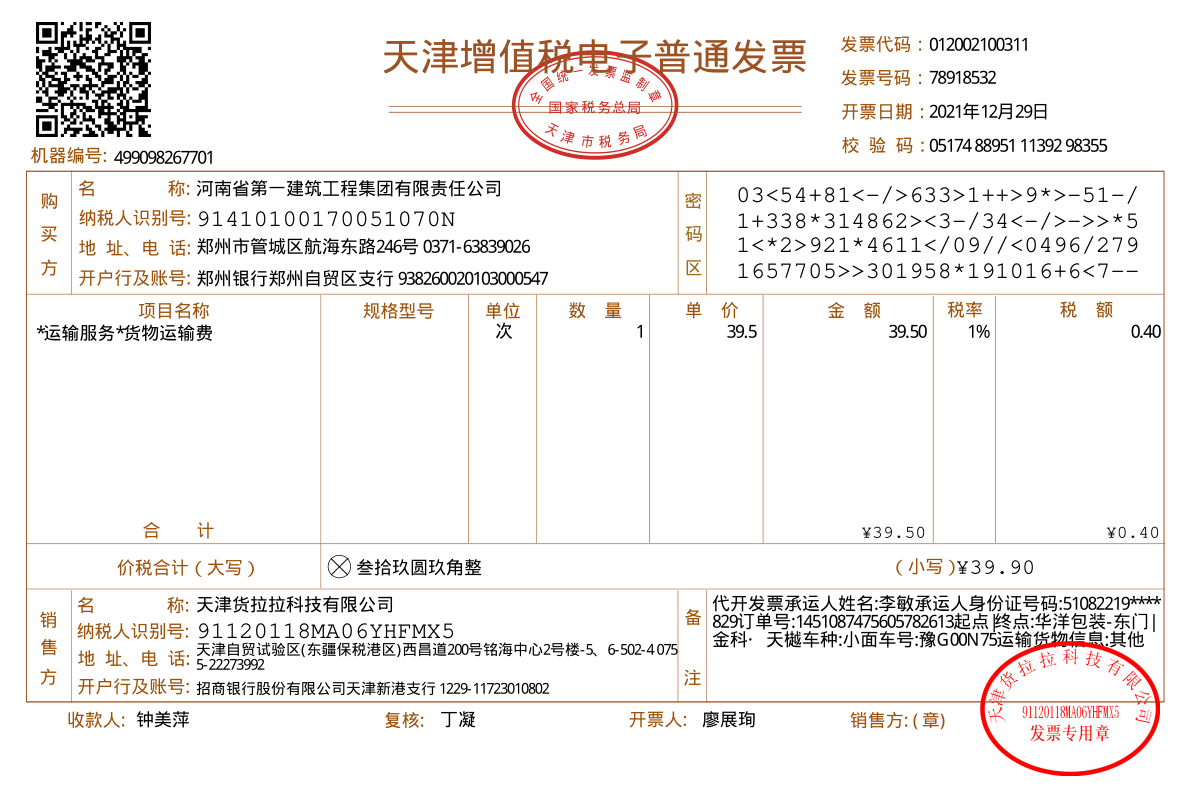 天津增值税电子普通发票
全国统一发票监制章
国家税务总局
天津市税务局
发票代码：012002100311
发票号码：78918532
开票日期：2021年12月29日
校 验 码：05174 88951 11392 98355
机器编号: 499098267701
购买方
名 称: 河南省第一建筑工程集团有限责任公司
纳税人识别号: 91410100170051070N
地 址、电 话: 郑州市管城区航海东路246号 0371-63839026
开户行及账号: 郑州银行郑州自贸区支行 93826002010300​0547
密码区
03<54+81<-/>633>1++>9*>-51-/
1+338*314862><3-/34<-/>->>*5
1<*2>921*4611</09//<0496/279
1657705>>301958*191016+6<7--
项目名称 规格型号 单位 数 量 单 价 金 额 税率 税 额
*运输服务*货物运输费 次 1 39.5 39.50 1% 0.40
合 计 ¥39.50 ¥0.40
价税合计（大写） 叁拾玖圆玖角整 （小写）¥39.90
销售方
名 称: 天津货拉拉科技有限公司
纳税人识别号: 91120118MA06YHFMX5
地 址、电 话: 天津自贸试验区(东疆保税港区)西昌道200号铭海中心2号楼-5、6-502-4 075
5-22273992
开户行及账号: 招商银行股份有限公司天津新港支行 1229-11723010802
备注
代开发票承运人姓名:李敏承运人身份证号码:51082219****
829订单号:1451087475605782613起点|终点:华洋包装-东门|
金科· 天樾车种:小面车号:豫G00N75运输货物信息:其他
收款人: 钟美萍 复核: 丁凝 开票人: 廖展珣 销售方: ( 章)
天津货拉拉科技有限公司
91120118MA06YHFMX5
发票专用章